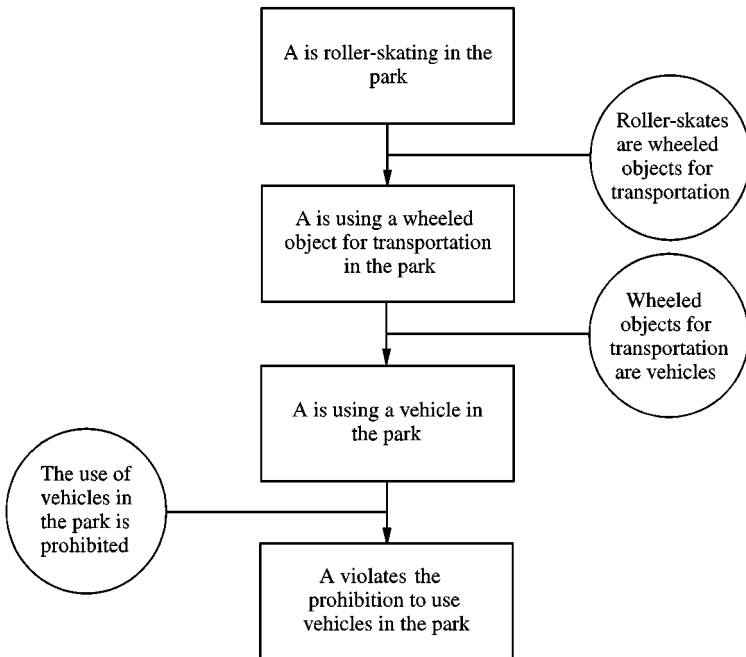 A is roller-skating in the
park
Roller-skates
are wheeled
objects for
transportation
A is using a wheeled
object for transportation
in the park
Wheeled
objects for
transportation
are vehicles
A is using a vehicle in
the park
The use of
vehicles in
the park is
prohibited
A violates the
prohibition to use
vehicles in the park